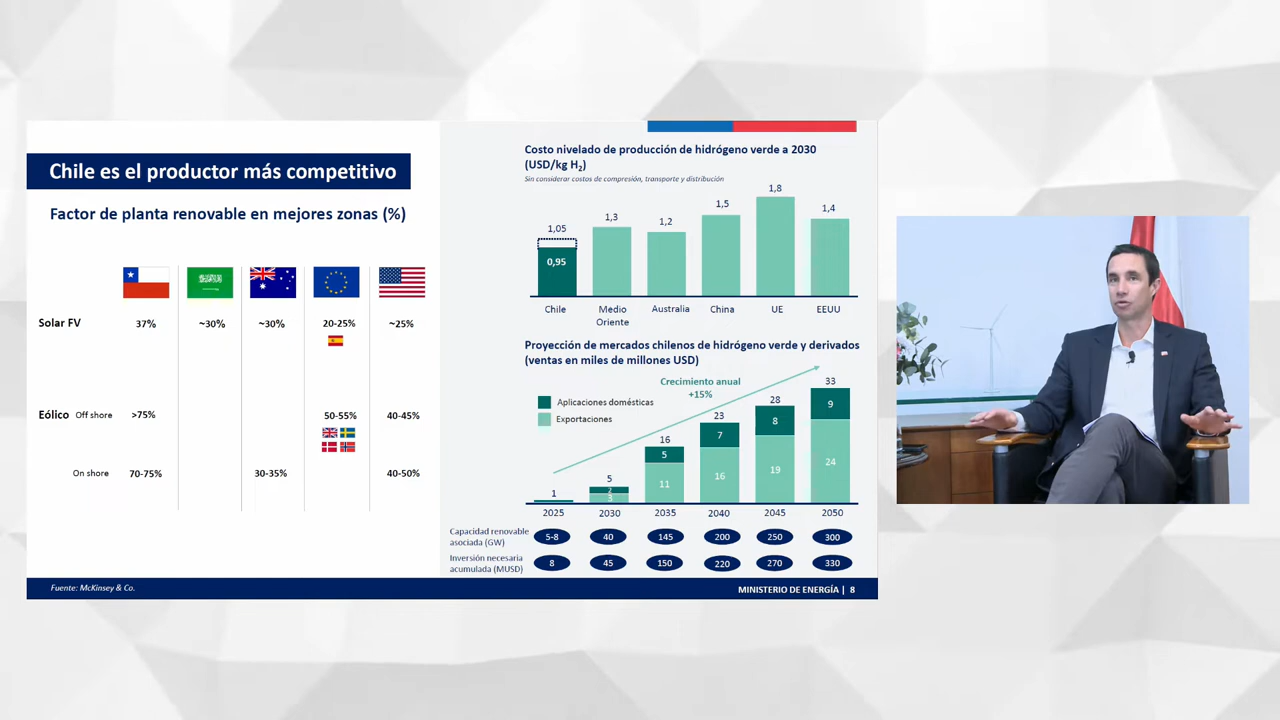 Chile es el productor más competitivo
Factor de planta renovable en mejores zonas (%)
Solar FV
37%
~30%
~30%
20-25%
~25%
Eólico Off shore
>75%
50-55%
40-45%
On shore
70-75%
30-35%
40-50%
Costo nivelado de producción de hidrógeno verde a 2030
(USD/kg H2)
Sin considerar costos de compresión, transporte y distribución
1,05
0,95
1,3
1,2
1,5
1,8
1,4
Chile
Medio
Oriente
Australia
China
UE
EEUU
Proyección de mercados chilenos de hidrógeno verde y derivados
(ventas en miles de millones USD)
Crecimiento anual
+15%
Aplicaciones domésticas
Exportaciones
1
5
2
3
16
5
11
23
7
16
28
8
19
33
9
24
2025
2030
2035
2040
2045
2050
Capacidad renovable
asociada (GW)
5-8
40
145
200
250
300
Inversión necesaria
acumulada (MUSD)
8
45
150
220
270
330
Fuente: McKinsey & Co.
MINISTERIO DE ENERGÍA | 8